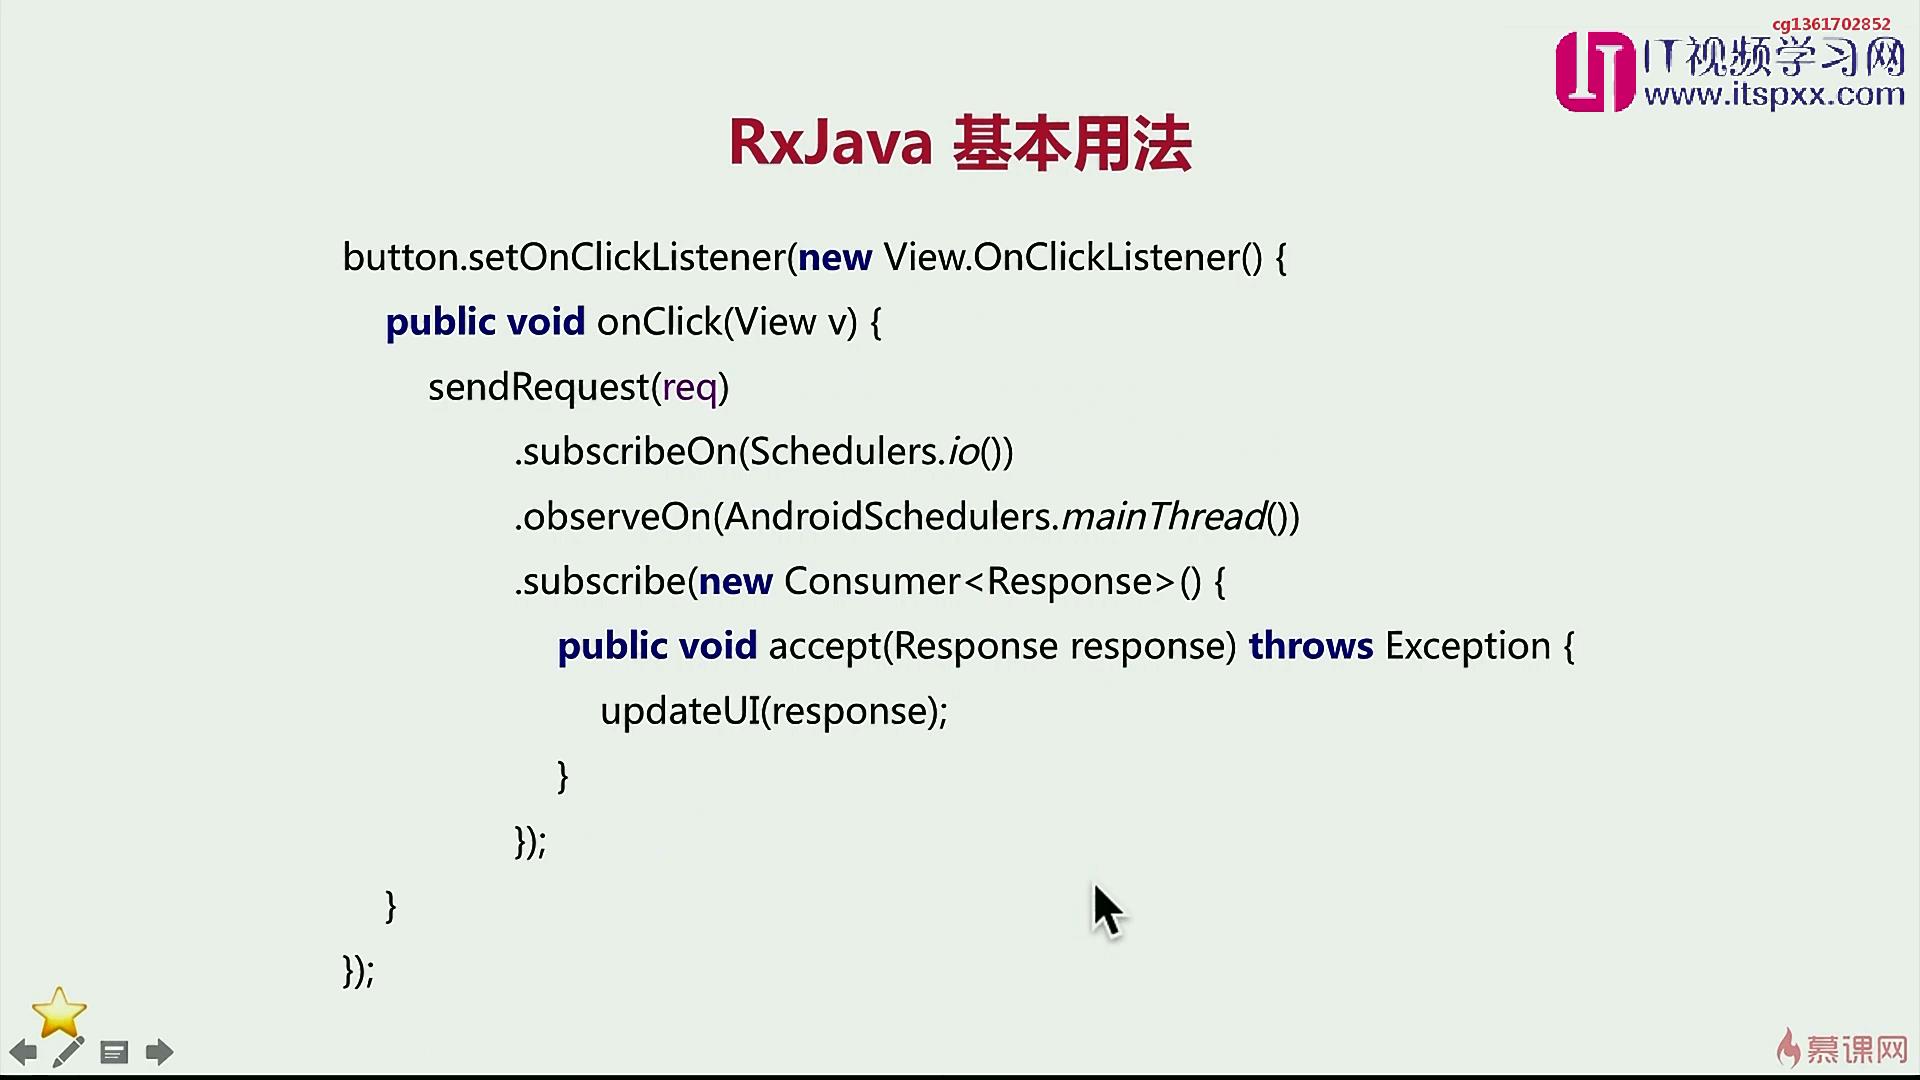 cg1361702852
IT视频学习网
www.itspxx.com
RxJava 基本用法
button.setOnClickListener(new View.OnClickListener() {
public void onClick(View v) {
sendRequest(req)
.subscribeOn(Schedulers.io())
.observeOn(AndroidSchedulers.mainThread())
.subscribe(new Consumer<Response>() {
public void accept(Response response) throws Exception {
updateUI(response);
}
});
}
});
慕课网